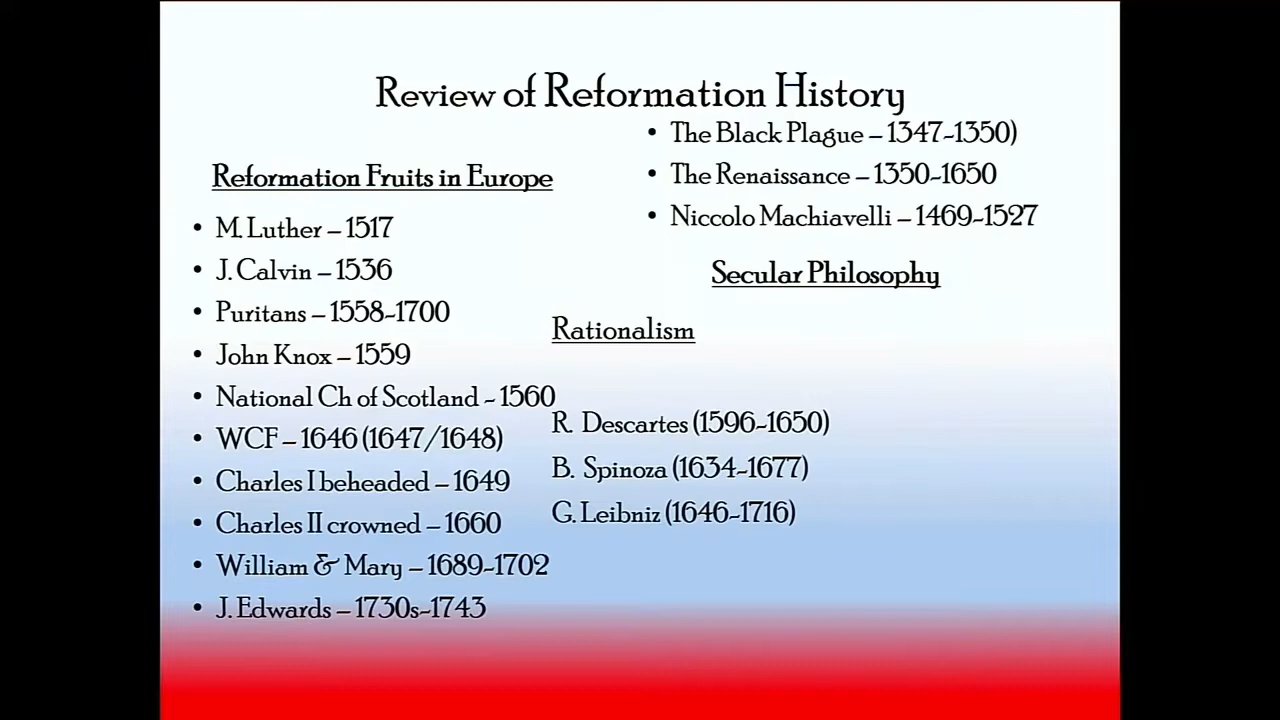 Review of Reformation History
Reformation Fruits in Europe
• M. Luther – 1517
• J. Calvin – 1536
• Puritans – 1558-1700
• John Knox – 1559
• National Ch of Scotland - 1560
• WCF – 1646 (1647/1648)
• Charles I beheaded – 1649
• Charles II crowned – 1660
• William & Mary – 1689-1702
• J. Edwards – 1730s-1743
• The Black Plague – 1347-1350)
• The Renaissance – 1350-1650
• Niccolo Machiavelli – 1469-1527
Secular Philosophy
Rationalism
R. Descartes (1596-1650)
B. Spinoza (1634-1677)
G. Leibniz (1646-1716)